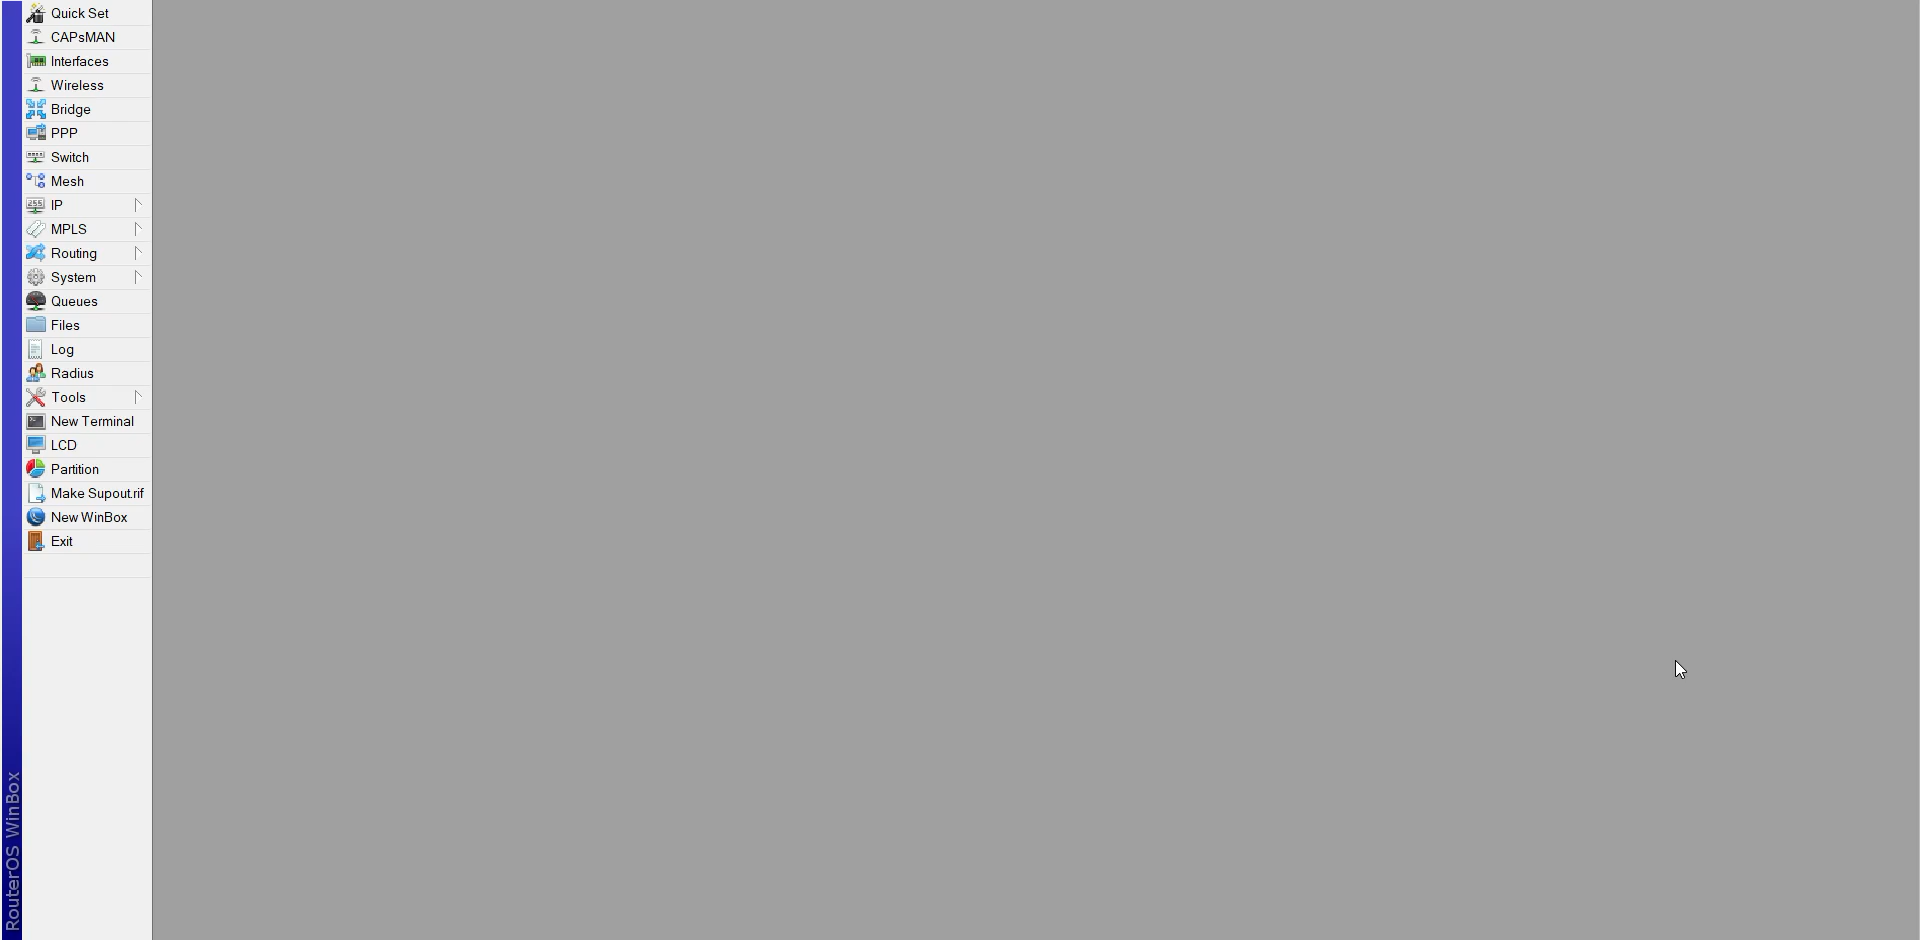 Quick Set
CAPsMAN
Interfaces
Wireless
Bridge
PPP
Switch
Mesh
IP
MPLS
Routing
System
Queues
Files
Log
Radius
Tools
New Terminal
LCD
Partition
Make Supout.rif
New WinBox
Exit
RouterOS WinBox